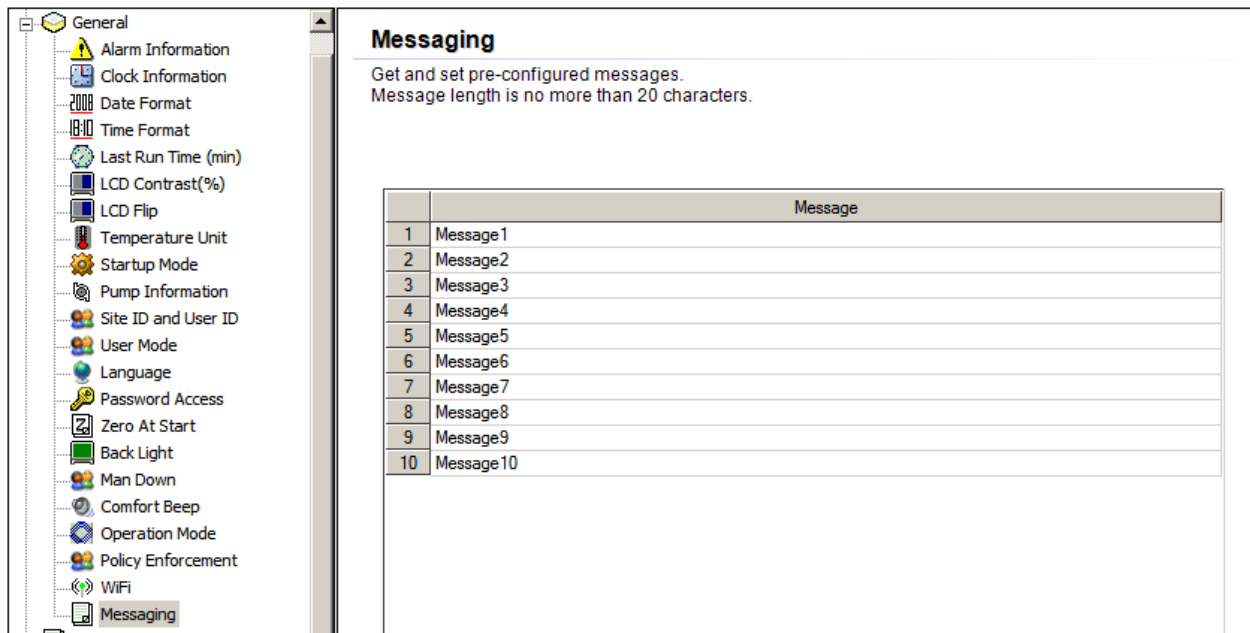 General
Alarm Information
Clock Information
Date Format
Time Format
Last Run Time (min)
LCD Contrast(%)
LCD Flip
Temperature Unit
Startup Mode
Pump Information
Site ID and User ID
User Mode
Language
Password Access
Zero At Start
Back Light
Man Down
Comfort Beep
Operation Mode
Policy Enforcement
WiFi
Messaging
Messaging
Get and set pre-configured messages.
Message length is no more than 20 characters.
Message
1 Message1
2 Message2
3 Message3
4 Message4
5 Message5
6 Message6
7 Message7
8 Message8
9 Message9
10 Message10